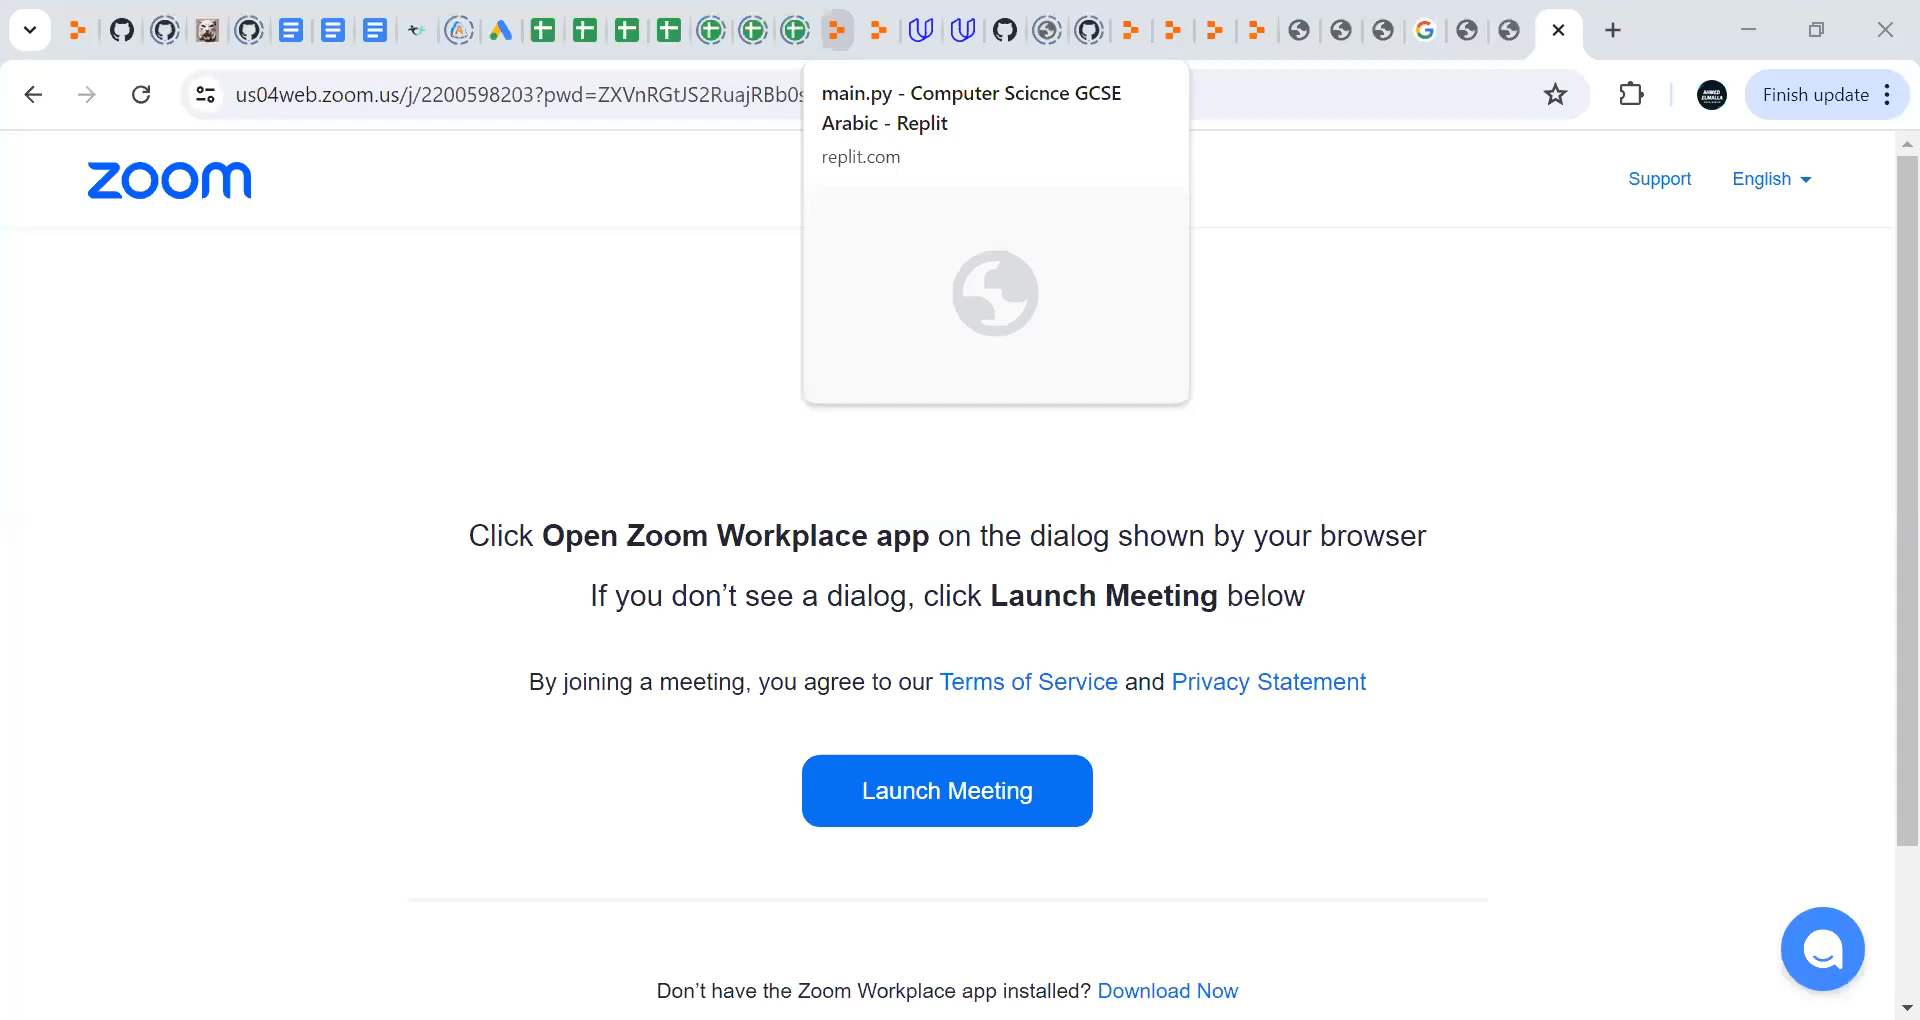 us04web.zoom.us/j/2200598203?pwd=ZXVnRGtJS2RuajRBb0s
Finish update
main.py - Computer Scicnce GCSE
Arabic - Replit
replit.com
zoom
Support
English
Click Open Zoom Workplace app on the dialog shown by your browser
If you don’t see a dialog, click Launch Meeting below
By joining a meeting, you agree to our Terms of Service and Privacy Statement
Launch Meeting
Don’t have the Zoom Workplace app installed? Download Now